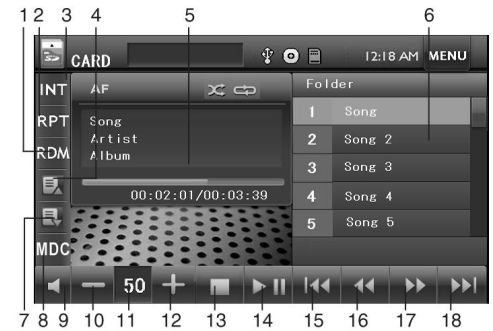 1 2 3 4 5 6
CARD 12:18 AM MENU
INT AF Folder
RPT Song 1 Song
RDM Artist 2 Song 2
Album 3 Song 3
00:02:01/00:03:39 4 Song 4
5 Song 5
MDC
50
7 8 9 10 11 12 13 14 15 16 17 18